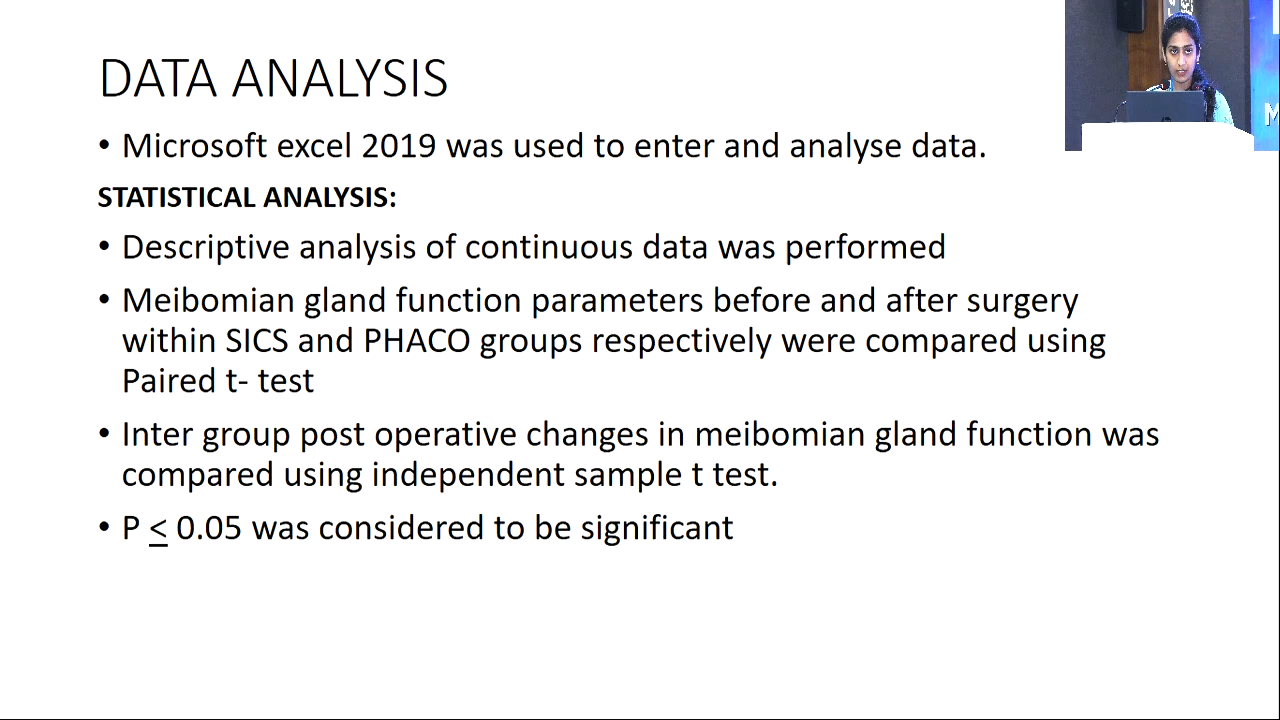 DATA ANALYSIS
• Microsoft excel 2019 was used to enter and analyse data.
STATISTICAL ANALYSIS:
• Descriptive analysis of continuous data was performed
• Meibomian gland function parameters before and after surgery
within SICS and PHACO groups respectively were compared using
Paired t- test
• Inter group post operative changes in meibomian gland function was
compared using independent sample t test.
• P < 0.05 was considered to be significant